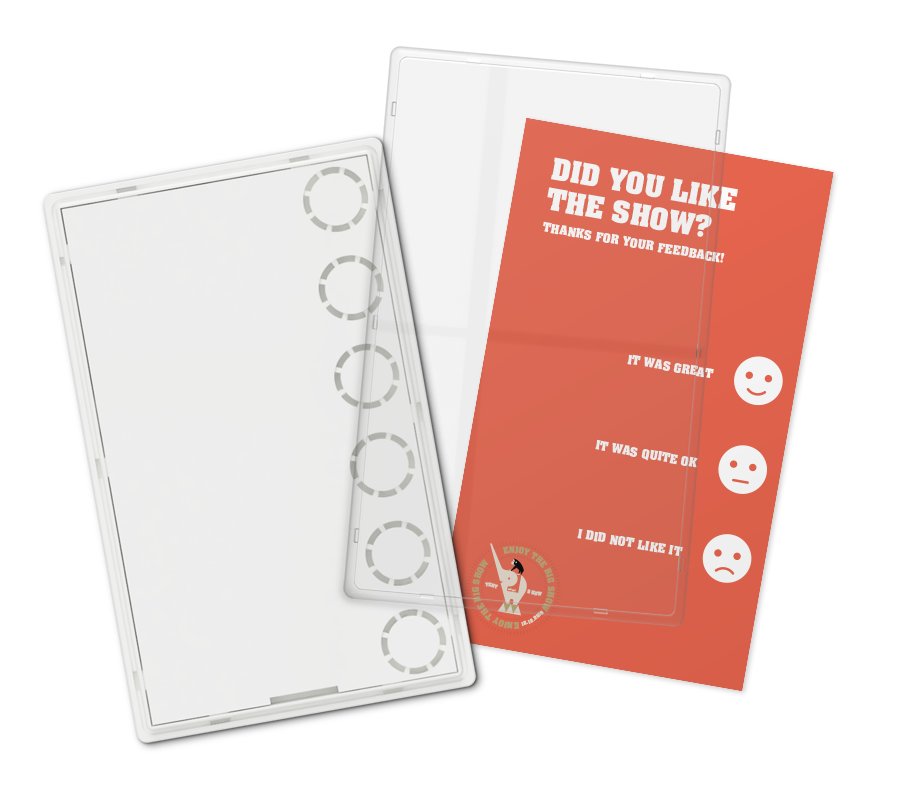 DID YOU LIKE
THE SHOW?
THANKS FOR YOUR FEEDBACK!
IT WAS GREAT
IT WAS QUITE OK
I DID NOT LIKE IT
ENJOY THE BIG SHOW
ENJOY THE BIG SHOW